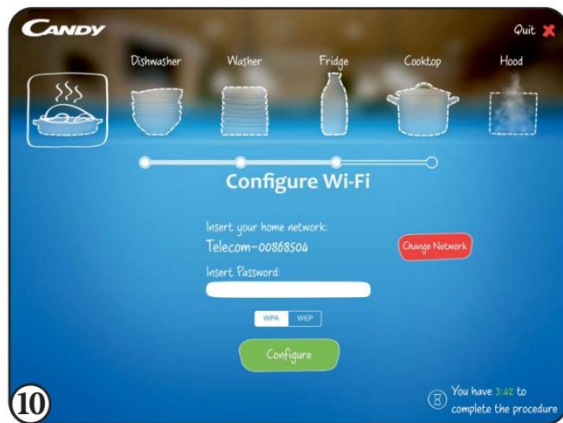 CANDY
Quit
Dishwasher
Washer
Fridge
Cooktop
Hood
Configure Wi-Fi
Insert your home network:
Telecom-00868504
Change Network
Insert Password:
WPA WEP
Configure
You have 3:42 to
complete the procedure
10